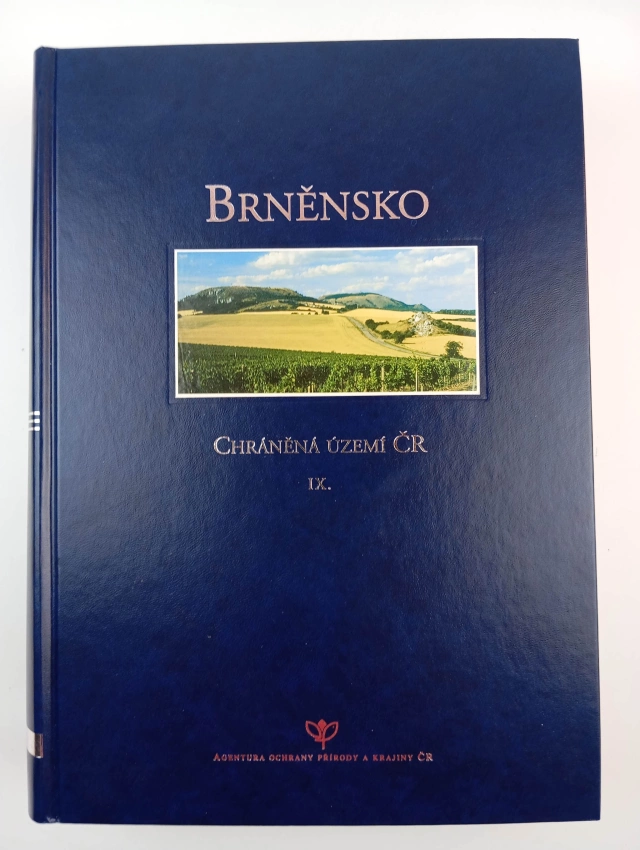 BRNĚNSKO
CHRÁNĚNÁ ÚZEMÍ ČR
IX.
AGENTURA OCHRANY PŘÍRODY A KRAJINY ČR